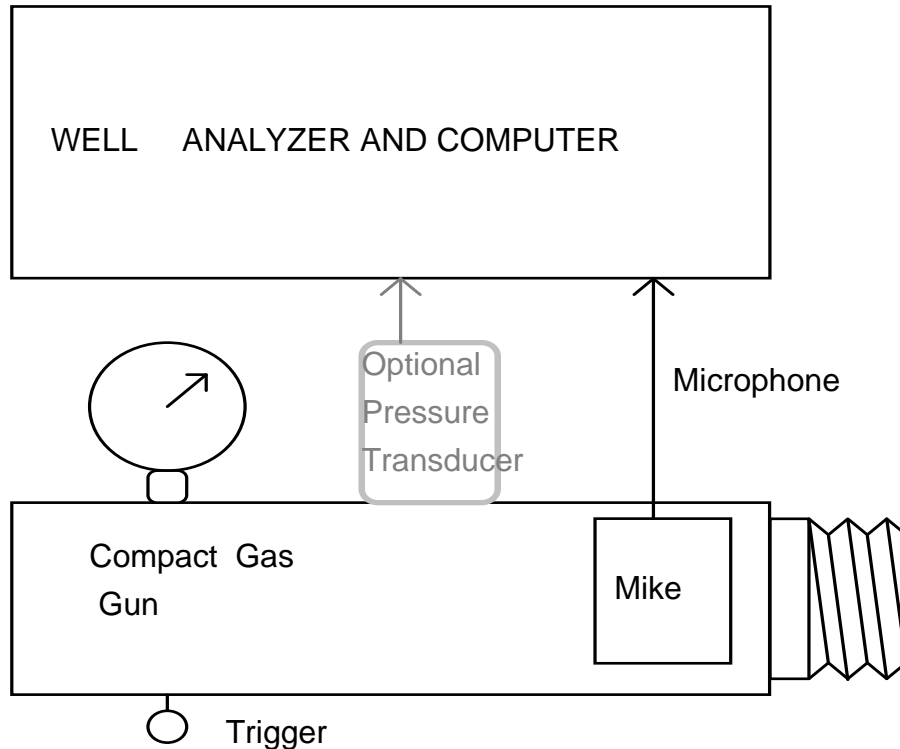 WELL ANALYZER AND COMPUTER
Optional
Pressure
Transducer
Microphone
Compact Gas
Gun
Mike
Trigger